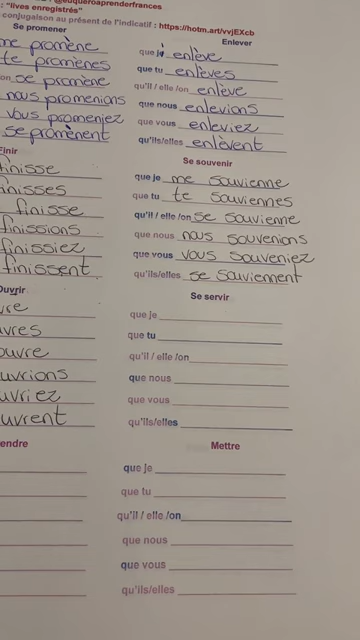 : "lives enregistrés"
conjugaison au présent de l'indicatif : https://hotm.art/vvjEXcb
Se promener
me promène
te promènes
on se promène
nous promenions
vous promeniez
se promènent
Enlever
que j' enlève
que tu enlèves
qu'il / elle /on enlève
que nous enlevions
que vous enleviez
qu'ils/elles enlèvent
Finir
finisse
finisses
finisse
finissions
finissiez
finissent
Se souvenir
que je me souvienne
que tu te souviennes
qu'il / elle /on se souvienne
que nous nous souvenions
que vous vous souveniez
qu'ils/elles se souviennent
Ouvrir
vre
vres
ouvre
uvrions
uvriez
uvrent
Se servir
que je
que tu
qu'il / elle /on
que nous
que vous
qu'ils/elles
endre
Mettre
que je
que tu
qu'il / elle /on
que nous
que vous
qu'ils/elles